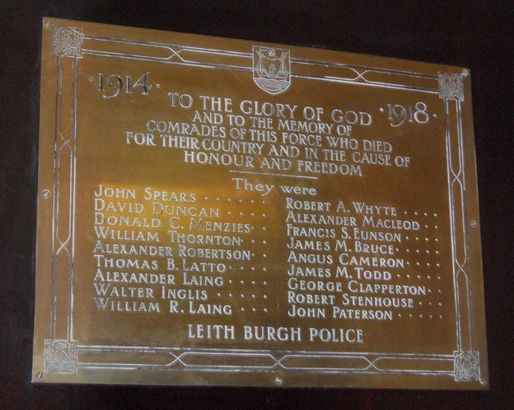 1914 1918
TO THE GLORY OF GOD
AND TO THE MEMORY OF
COMRADES OF THIS FORCE WHO DIED
FOR THEIR COUNTRY AND IN THE CAUSE OF
HONOUR AND FREEDOM
They were
JOHN SPEARS
DAVID DUNCAN
DONALD C. MENZIES
WILLIAM THORNTON
ALEXANDER ROBERTSON
THOMAS B. LATTO
ALEXANDER LAING
WALTER INGLIS
WILLIAM R. LAING
ROBERT A. WHYTE
ALEXANDER MACLEOD
FRANCIS S. EUNSON
JAMES M. BRUCE
ANGUS CAMERON
JAMES M. TODD
GEORGE CLAPPERTON
ROBERT STENHOUSE
JOHN PATERSON
LEITH BURGH POLICE